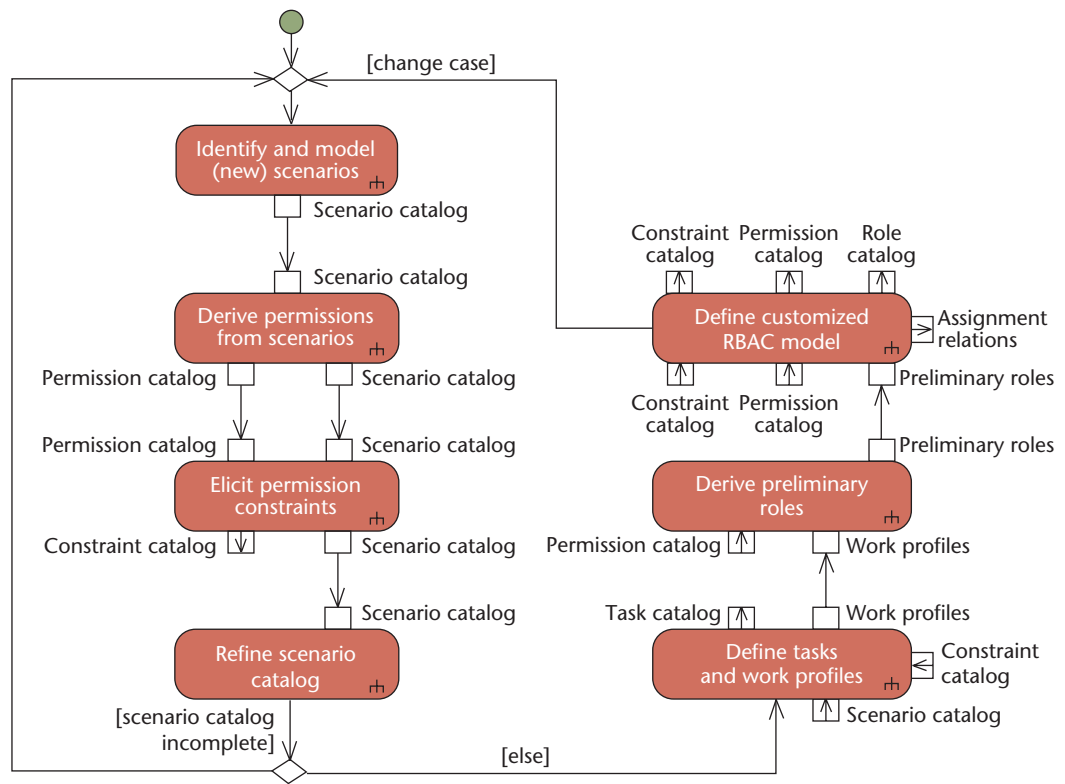 [change case]
Identify and model
(new) scenarios
Scenario catalog
Scenario catalog
Derive permissions
from scenarios
Permission catalog
Scenario catalog
Permission catalog
Scenario catalog
Elicit permission
constraints
Constraint catalog
Scenario catalog
Scenario catalog
Refine scenario
catalog
[scenario catalog
incomplete]
[else]
Constraint
catalog
Permission
catalog
Role
catalog
Define customized
RBAC model
Assignment
relations
Constraint
catalog
Permission
catalog
Preliminary roles
Preliminary roles
Derive preliminary
roles
Permission catalog
Work profiles
Task catalog
Work profiles
Define tasks
and work profiles
Constraint
catalog
Scenario catalog